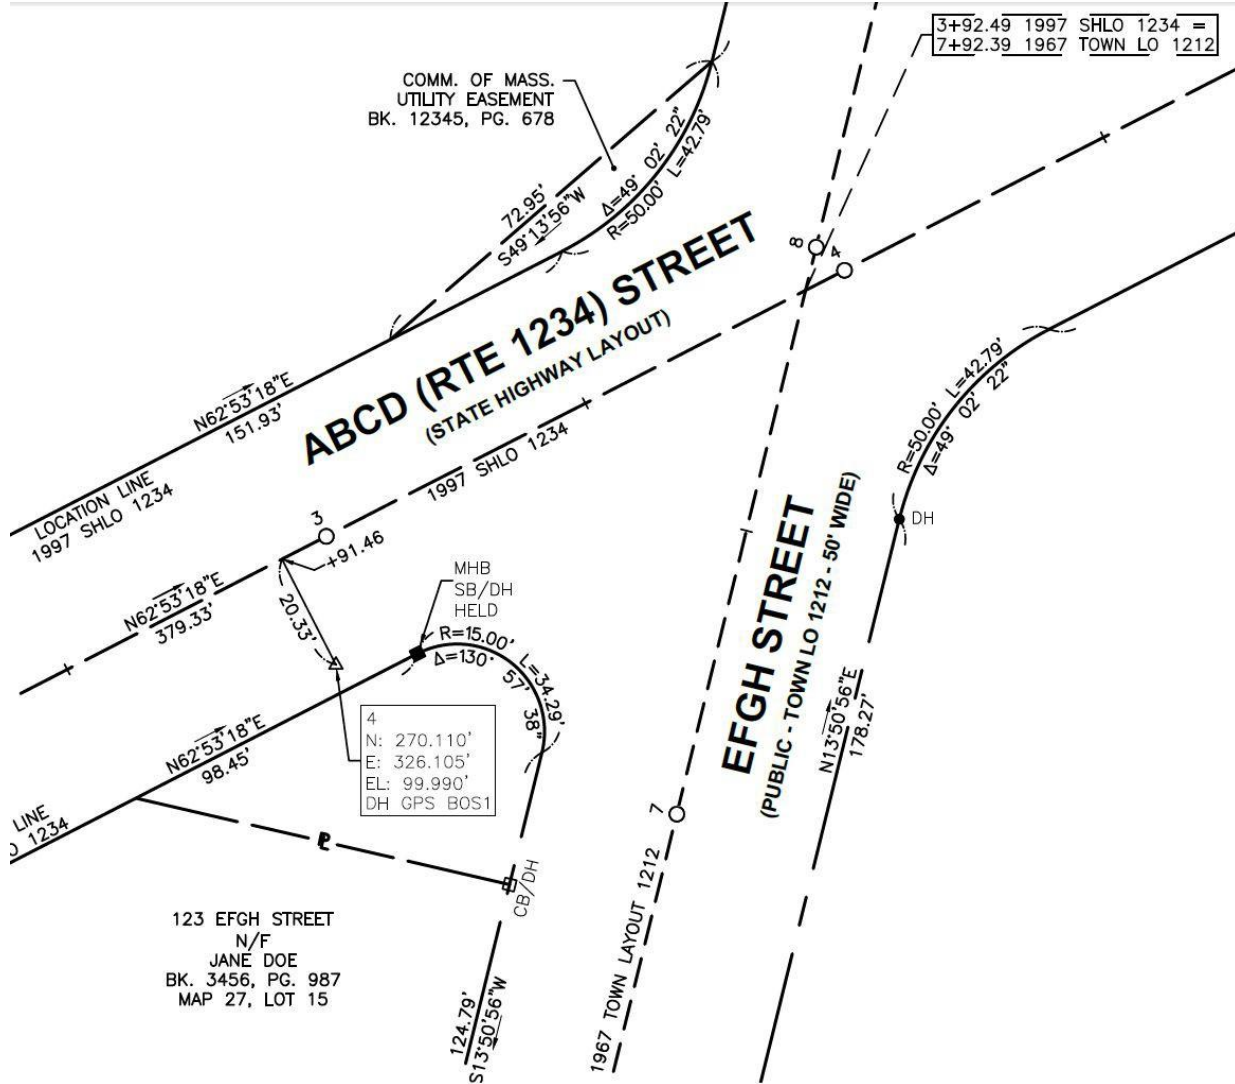 3+92.49 1997 SHLO 1234 =
7+92.39 1967 TOWN LO 1212
COMM. OF MASS.
UTILITY EASEMENT
BK. 12345, PG. 678
72.95'
S49°13'56"W
Δ=49° 02' 22"
R=50.00' L=42.79'
8
4
ABCD (RTE 1234) STREET
(STATE HIGHWAY LAYOUT)
N62°53'18"E
151.93'
LOCATION LINE
1997 SHLO 1234
1997 SHLO 1234
3
+91.46
R=50.00' L=42.79'
Δ=49° 02' 22"
DH
MHB
SB/DH
HELD
N62°53'18"E
379.33'
20.33'
R=15.00' L=34.29'
Δ=130° 57' 38"
EFGH STREET
(PUBLIC - TOWN LO 1212 - 50' WIDE)
N13°50'56"E
178.27'
4
N: 270.110'
E: 326.105'
EL: 99.990'
DH GPS BOS1
N62°53'18"E
98.45'
LINE
O 1234
PL
7
CB/DH
1967 TOWN LAYOUT 1212
123 EFGH STREET
N/F
JANE DOE
BK. 3456, PG. 987
MAP 27, LOT 15
124.79'
S13°50'56"W